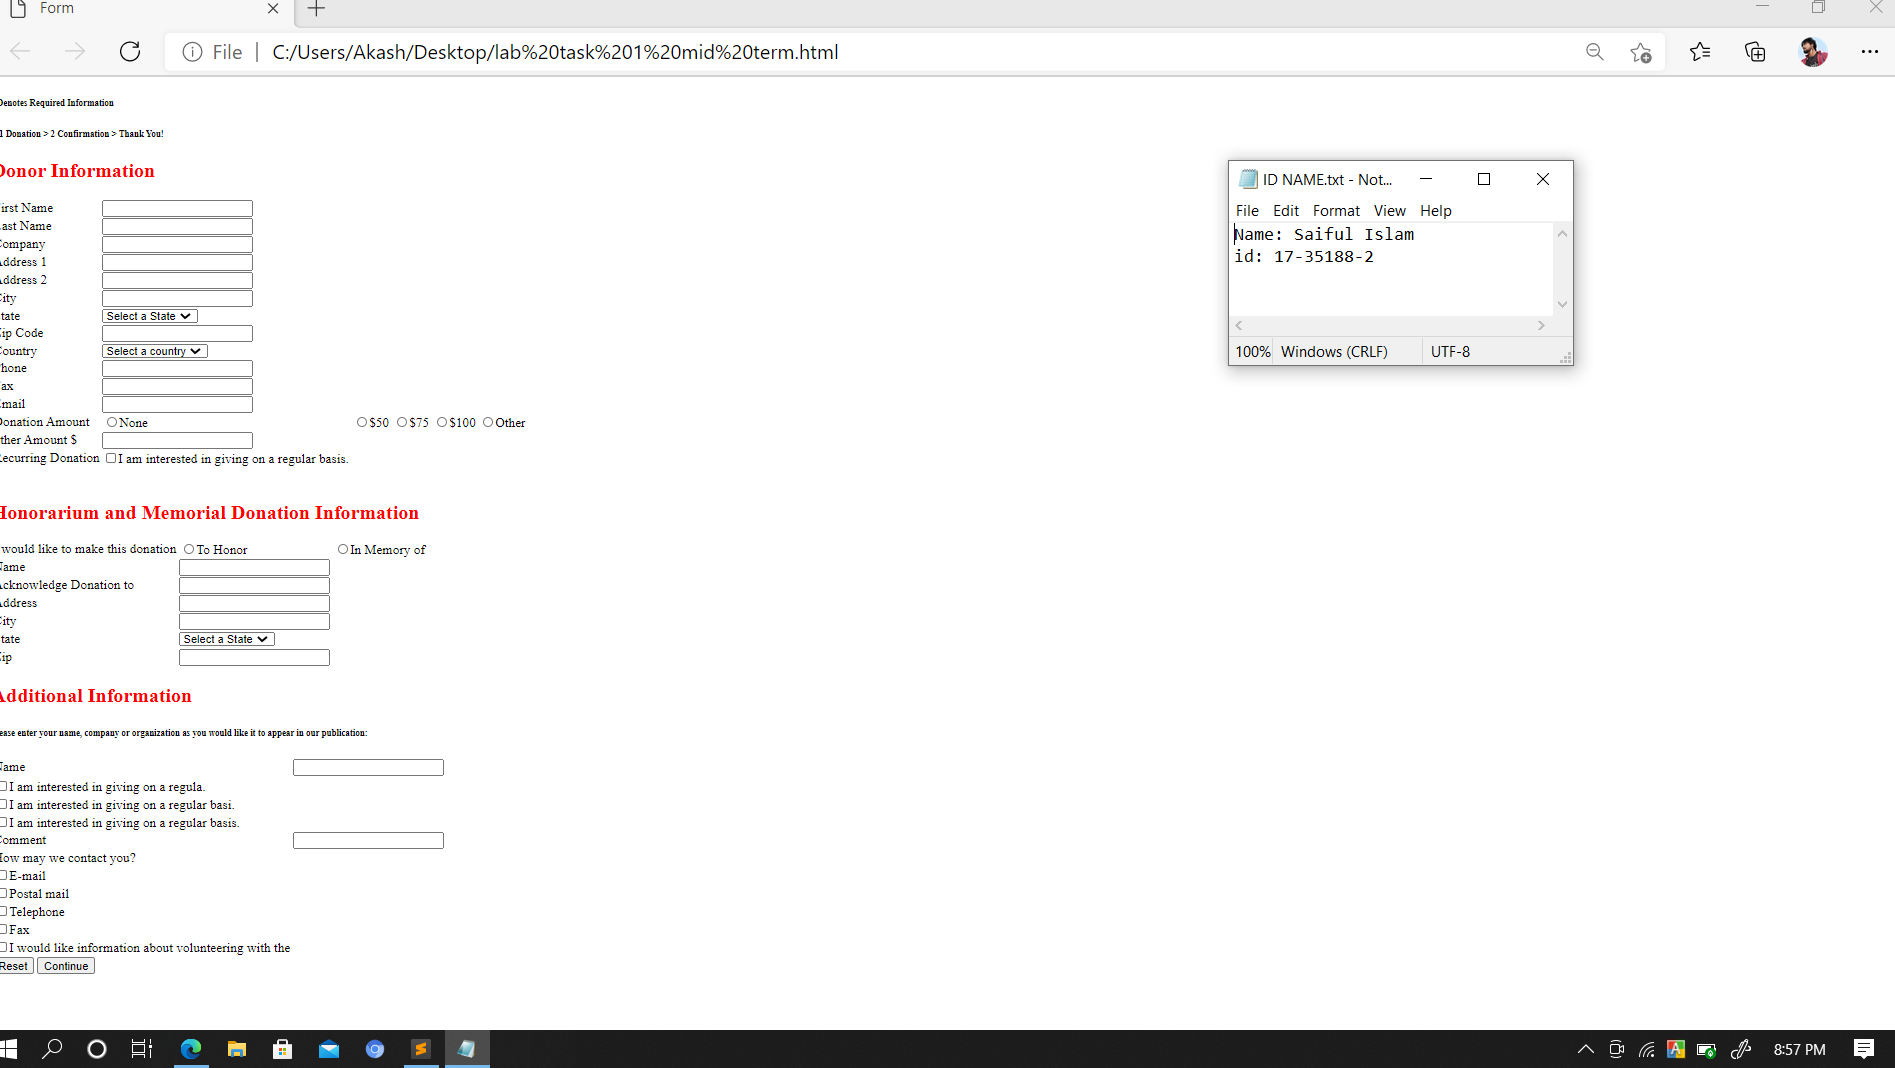 Form
File | C:/Users/Akash/Desktop/lab%20task%201%20mid%20term.html
Denotes Required Information
1 Donation > 2 Confirmation > Thank You!
Donor Information
irst Name
ast Name
Company
ddress 1
ddress 2
City
tate
Select a State
ip Code
Country
Select a country
hone
ax
mail
Donation Amount None $50 $75 $100 Other
ther Amount $
ecurring Donation I am interested in giving on a regular basis.
Honorarium and Memorial Donation Information
would like to make this donation To Honor In Memory of
Name
cknowledge Donation to
ddress
City
tate
Select a State
ip
Additional Information
ease enter your name, company or organization as you would like it to appear in our publication:
Name
I am interested in giving on a regula.
I am interested in giving on a regular basi.
I am interested in giving on a regular basis.
Comment
How may we contact you?
E-mail
Postal mail
Telephone
Fax
I would like information about volunteering with the
Reset Continue
ID NAME.txt - Not...
File Edit Format View Help
Name: Saiful Islam
id: 17-35188-2
100% Windows (CRLF) UTF-8
8:57 PM